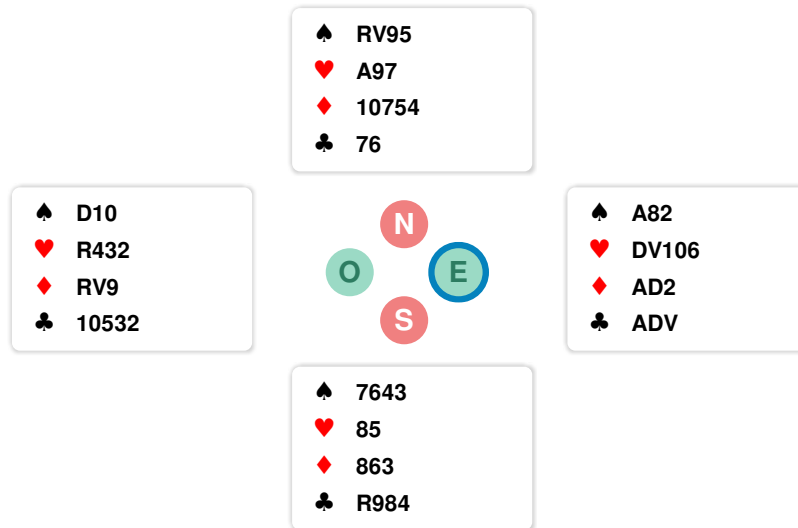 ♠ RV95
♥ A97
♦ 10754
♣ 76
♠ D10
♥ R432
♦ RV9
♣ 10532
N
O
E
S
♠ A82
♥ DV106
♦ AD2
♣ ADV
♠ 7643
♥ 85
♦ 863
♣ R984